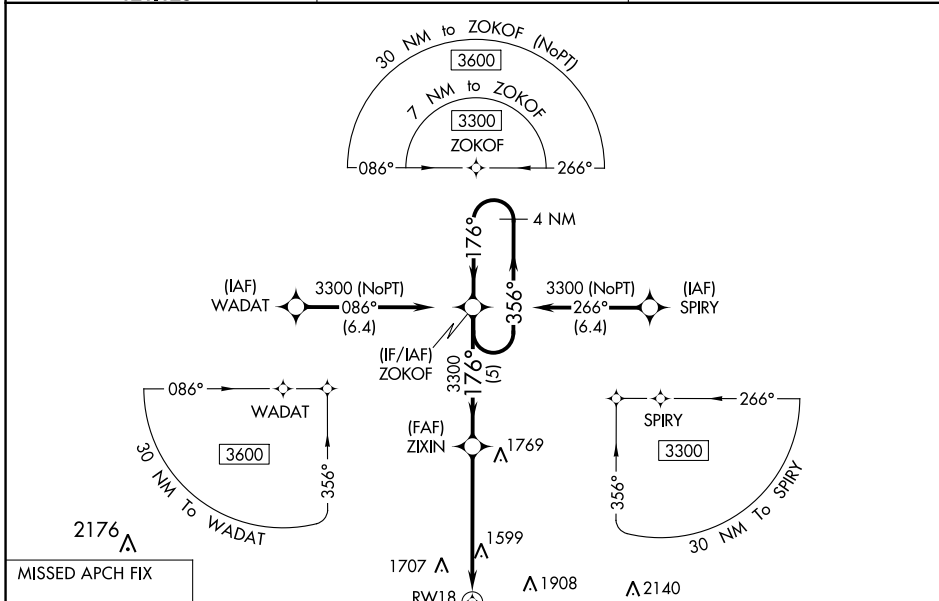 30 NM to ZOKOF (NoPT)
3600
7 NM to ZOKOF
3300
ZOKOF
086°
266°
4 NM
176°
356°
(IAF)
WADAT
3300 (NoPT)
086°
(6.4)
3300 (NoPT)
266°
(6.4)
(IAF)
SPIRY
(IF/IAF)
ZOKOF
3300
176°
(5)
086°
WADAT
3600
356°
30 NM To WADAT
(FAF)
ZIXIN
1769
266°
SPIRY
3300
356°
30 NM To SPIRY
2176
1599
1707
1908
2140
MISSED APCH FIX
RW18